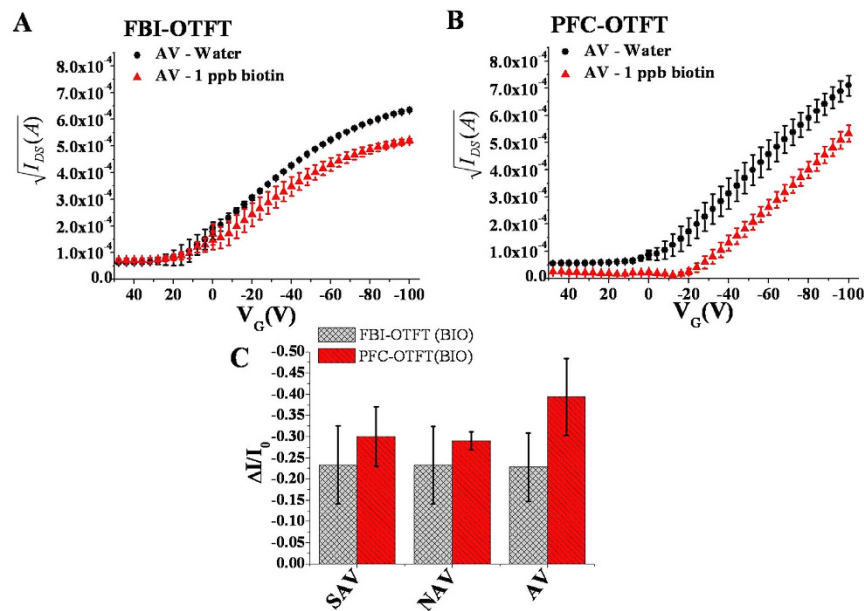 A
FBI-OTFT
AV - Water
AV - 1 ppb biotin
8.0x10⁻⁴
7.0x10⁻⁴
6.0x10⁻⁴
5.0x10⁻⁴
4.0x10⁻⁴
3.0x10⁻⁴
2.0x10⁻⁴
1.0x10⁻⁴
0.0
√I_DS(A)
40 20 0 -20 -40 -60 -80 -100
V_G(V)
B
PFC-OTFT
AV - Water
AV - 1 ppb biotin
8.0x10⁻⁴
7.0x10⁻⁴
6.0x10⁻⁴
5.0x10⁻⁴
4.0x10⁻⁴
3.0x10⁻⁴
2.0x10⁻⁴
1.0x10⁻⁴
0.0
√I_DS(A)
40 20 0 -20 -40 -60 -80 -100
V_G(V)
C
FBI-OTFT (BIO)
PFC-OTFT(BIO)
-0.50
-0.45
-0.40
-0.35
-0.30
-0.25
-0.20
-0.15
-0.10
-0.05
0.00
ΔI/I₀
SAV NAV AV